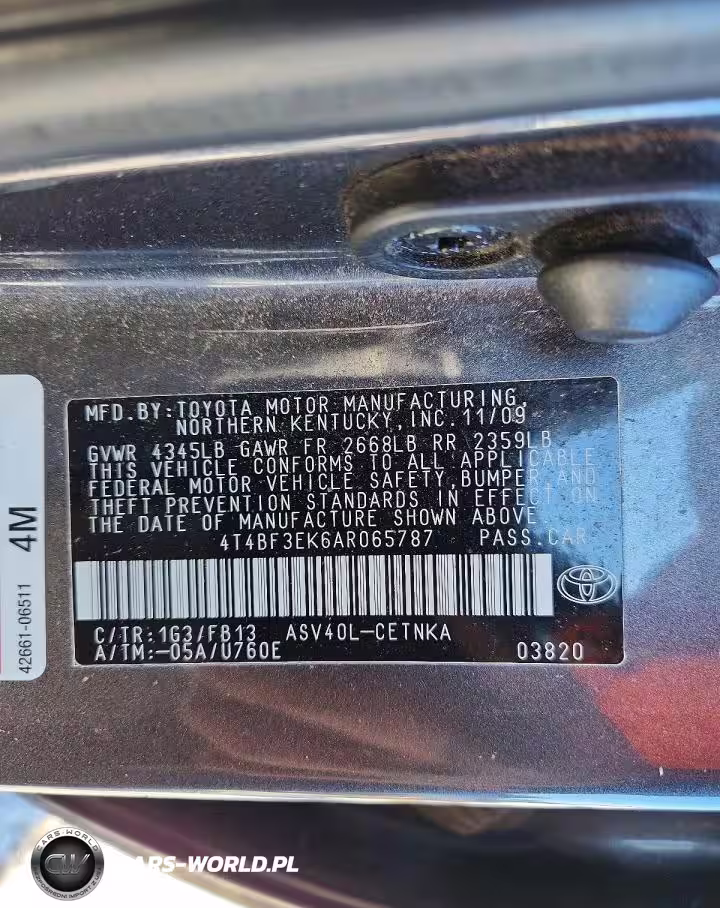 MFD.BY:TOYOTA MOTOR MANUFACTURING,
NORTHERN KENTUCKY,INC.11/09
GVWR 4345LB GAWR FR 2668LB RR 2359LB
THIS VEHICLE CONFORMS TO ALL APPLICABLE
FEDERAL MOTOR VEHICLE SAFETY,BUMPER,AND
THEFT PREVENTION STANDARDS IN EFFECT ON
THE DATE OF MANUFACTURE SHOWN ABOVE
4T4BF3EK6AR065787 PASS.CAR
C/TR:1G3/FB13 ASV40L-CETNKA
A/TM:-05A/U760E 03820
4M
42661-06511
CARS-WORLD
CW
CARS-WORLD.PL